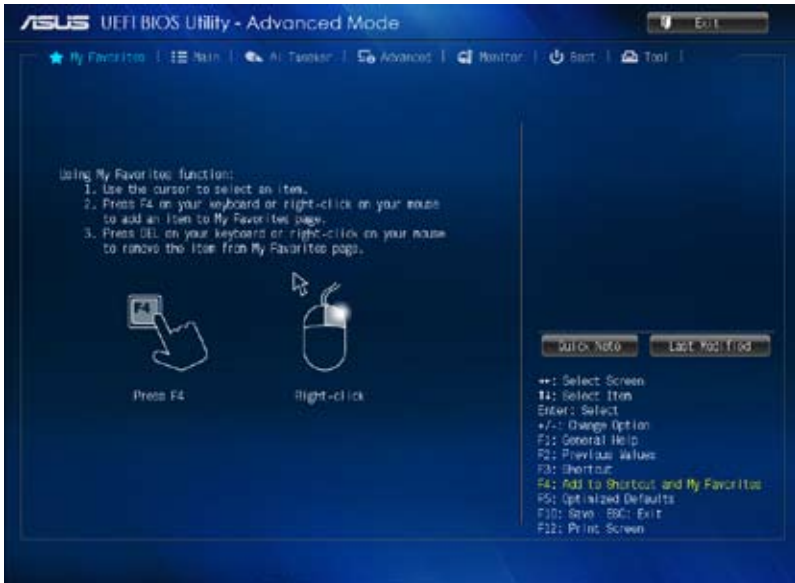 ASUS UEFI BIOS Utility - Advanced Mode
Exit
My Favorites | Main | Ai Tweaker | Advanced | Monitor | Boot | Tool |
Using My Favorites function:
1. Use the cursor to select an item.
2. Press F4 on your keyboard or right-click on your mouse
to add an item to My Favorites page.
3. Press DEL on your keyboard or right-click on your mouse
to remove the item from My Favorites page.
F4
Press F4
Right-click
Quick Note
Last Modified
→←: Select Screen
↑↓: Select Item
Enter: Select
+/-: Change Option
F1: General Help
F2: Previous Values
F3: Shortcut
F4: Add to Shortcut and My Favorites
F5: Optimized Defaults
F10: Save ESC: Exit
F12: Print Screen